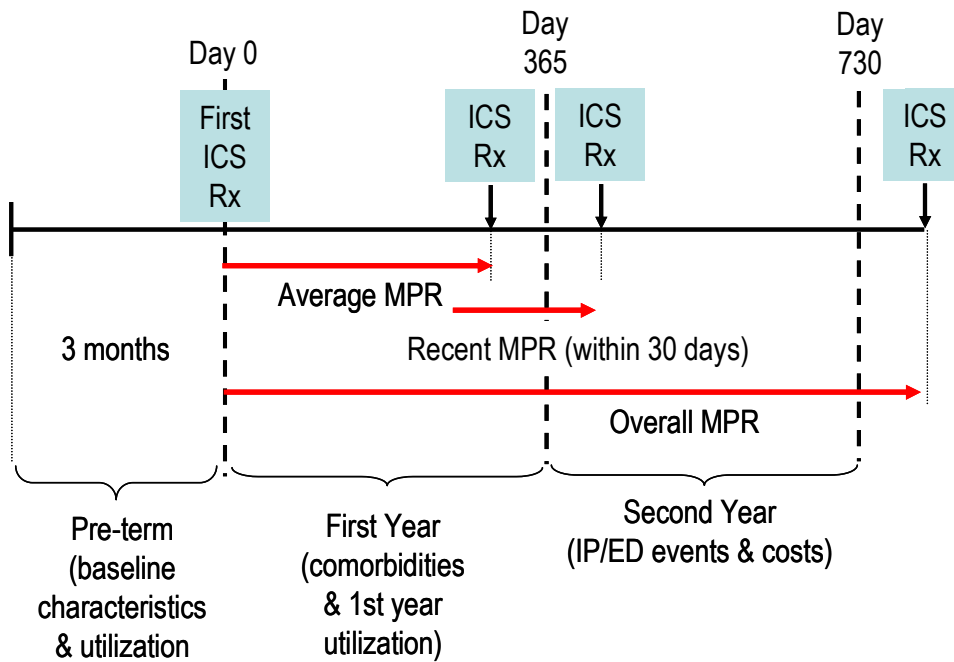 Day 0
Day
365
Day
730
First
ICS
Rx
ICS
Rx
ICS
Rx
ICS
Rx
Average MPR
3 months
Recent MPR (within 30 days)
Overall MPR
Pre-term
(baseline
characteristics
& utilization
First Year
(comorbidities
& 1st year
utilization)
Second Year
(IP/ED events & costs)